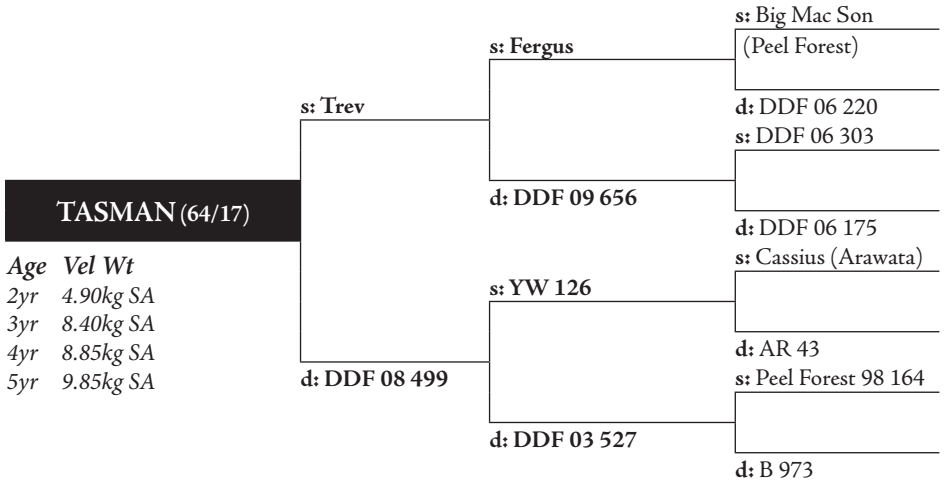 s: Big Mac Son
(Peel Forest)
s: Fergus
d: DDF 06 220
s: Trev
s: DDF 06 303
d: DDF 09 656
d: DDF 06 175
TASMAN (64/17)
Age Vel Wt
2yr 4.90kg SA
3yr 8.40kg SA
4yr 8.85kg SA
5yr 9.85kg SA
s: Cassius (Arawata)
s: YW 126
d: AR 43
d: DDF 08 499
s: Peel Forest 98 164
d: DDF 03 527
d: B 973